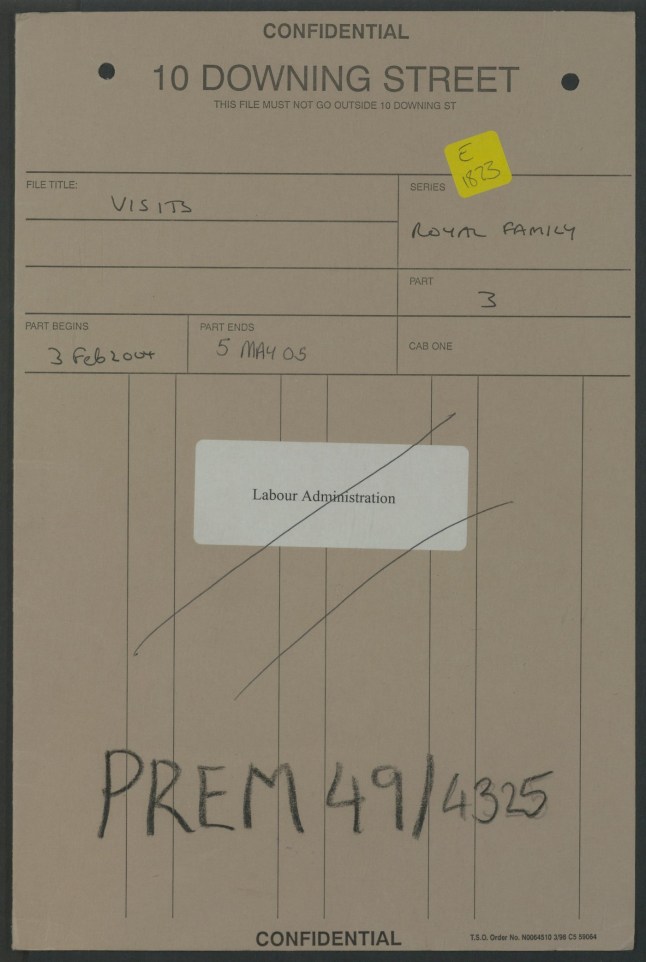 CONFIDENTIAL
10 DOWNING STREET
THIS FILE MUST NOT GO OUTSIDE 10 DOWNING ST
E
1823
FILE TITLE:
VISITS
SERIES
ROYAL FAMILY
PART
3
PART BEGINS
3 Feb 2004
PART ENDS
5 MAY 05
CAB ONE
Labour Administration
PREM 49/4325
CONFIDENTIAL
T.S.O. Order No. N0064510 3/98 C5 59064